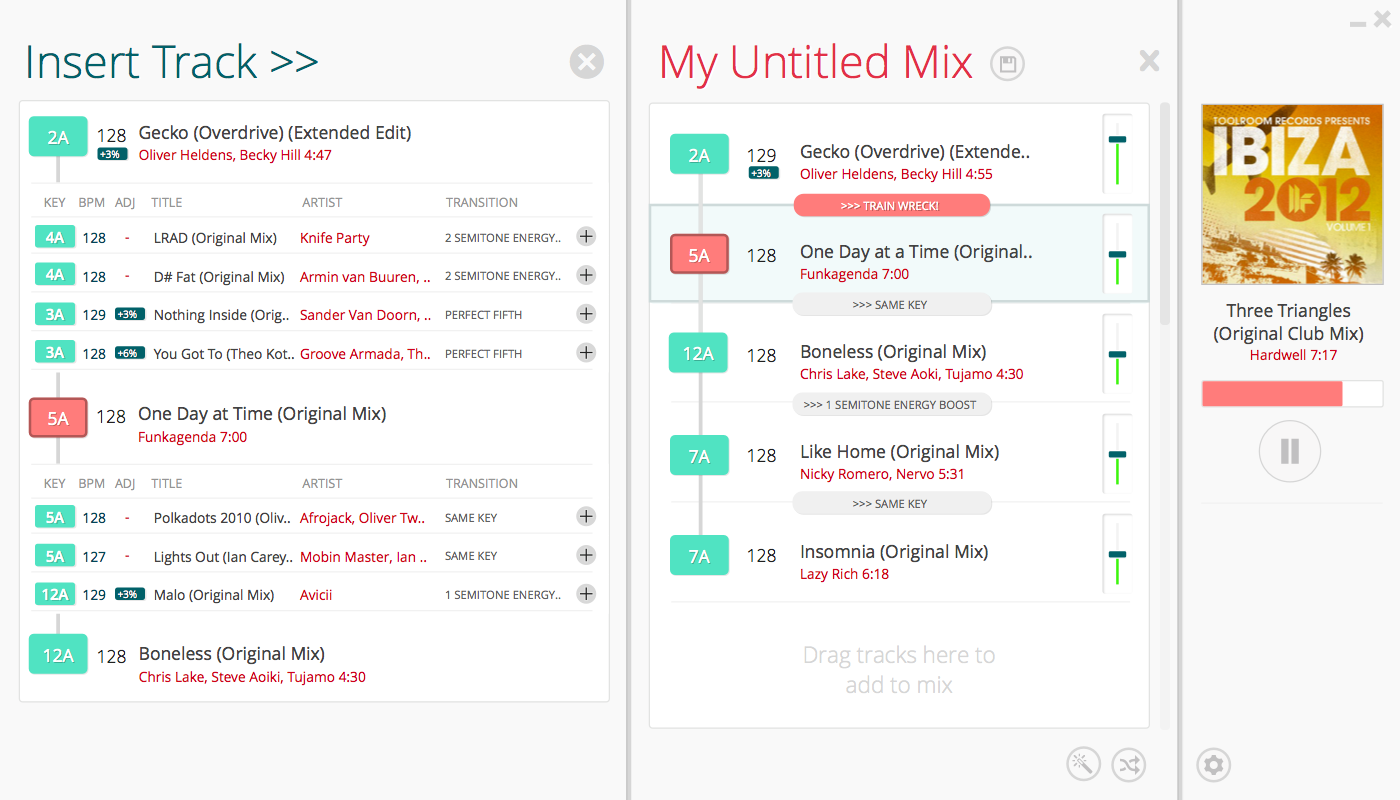 Insert Track >>
2A 128 Gecko (Overdrive) (Extended Edit)
+3% Oliver Heldens, Becky Hill 4:47
KEY BPM ADJ TITLE ARTIST TRANSITION
4A 128 - LRAD (Original Mix) Knife Party 2 SEMITONE ENERGY..
4A 128 - D# Fat (Original Mix) Armin van Buuren, .. 2 SEMITONE ENERGY..
3A 129 +3% Nothing Inside (Orig.. Sander Van Doorn, .. PERFECT FIFTH
3A 128 +6% You Got To (Theo Kot.. Groove Armada, Th.. PERFECT FIFTH
5A 128 One Day at Time (Original Mix)
Funkagenda 7:00
KEY BPM ADJ TITLE ARTIST TRANSITION
5A 128 - Polkadots 2010 (Oliv.. Afrojack, Oliver Tw.. SAME KEY
5A 127 - Lights Out (Ian Carey.. Mobin Master, Ian .. SAME KEY
12A 129 +3% Malo (Original Mix) Avicii 1 SEMITONE ENERGY..
12A 128 Boneless (Original Mix)
Chris Lake, Steve Aoiki, Tujamo 4:30
My Untitled Mix
2A 129 Gecko (Overdrive) (Extende..
+3% Oliver Heldens, Becky Hill 4:55
>>> TRAIN WRECK!
5A 128 One Day at a Time (Original..
Funkagenda 7:00
>>> SAME KEY
12A 128 Boneless (Original Mix)
Chris Lake, Steve Aoki, Tujamo 4:30
>>> 1 SEMITONE ENERGY BOOST
7A 128 Like Home (Original Mix)
Nicky Romero, Nervo 5:31
>>> SAME KEY
7A 128 Insomnia (Original Mix)
Lazy Rich 6:18
Drag tracks here to
add to mix
TOOLROOM RECORDS PRESENTS
IBIZA
2012
VOLUME 1
Three Triangles
(Original Club Mix)
Hardwell 7:17